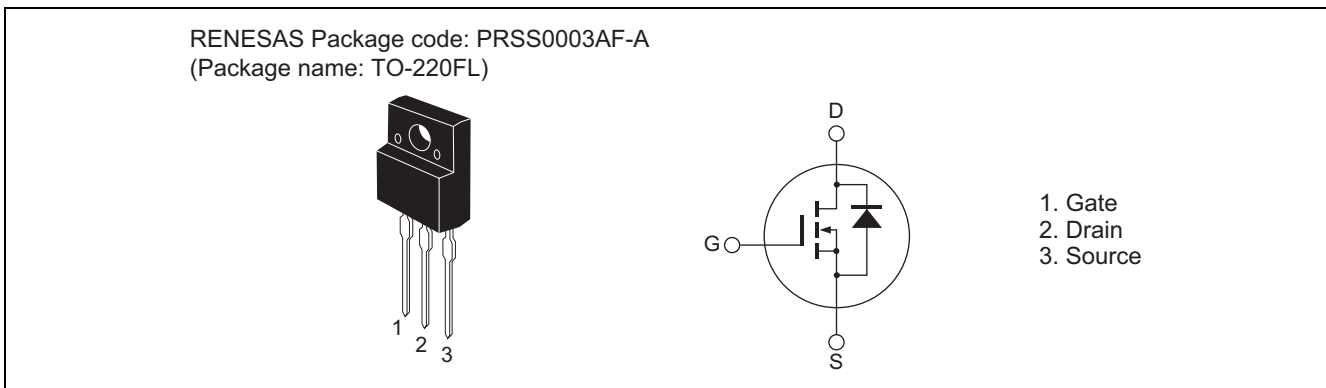 RENESAS Package code: PRSS0003AF-A
(Package name: TO-220FL)
1
2
3
D
G
S
1. Gate
2. Drain
3. Source